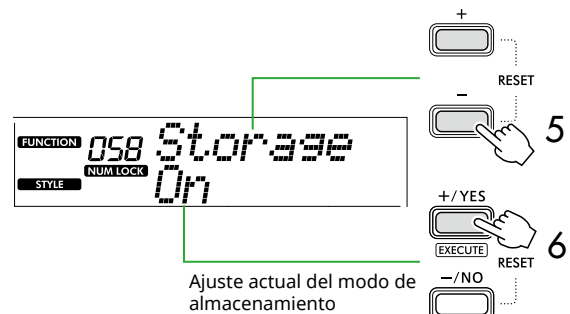 +
RESET
-
5
FUNCTION 058 Storage
NUM LOCK
STYLE On
+/YES
EXECUTE
6
RESET
-/NO
Ajuste actual del modo de
almacenamiento